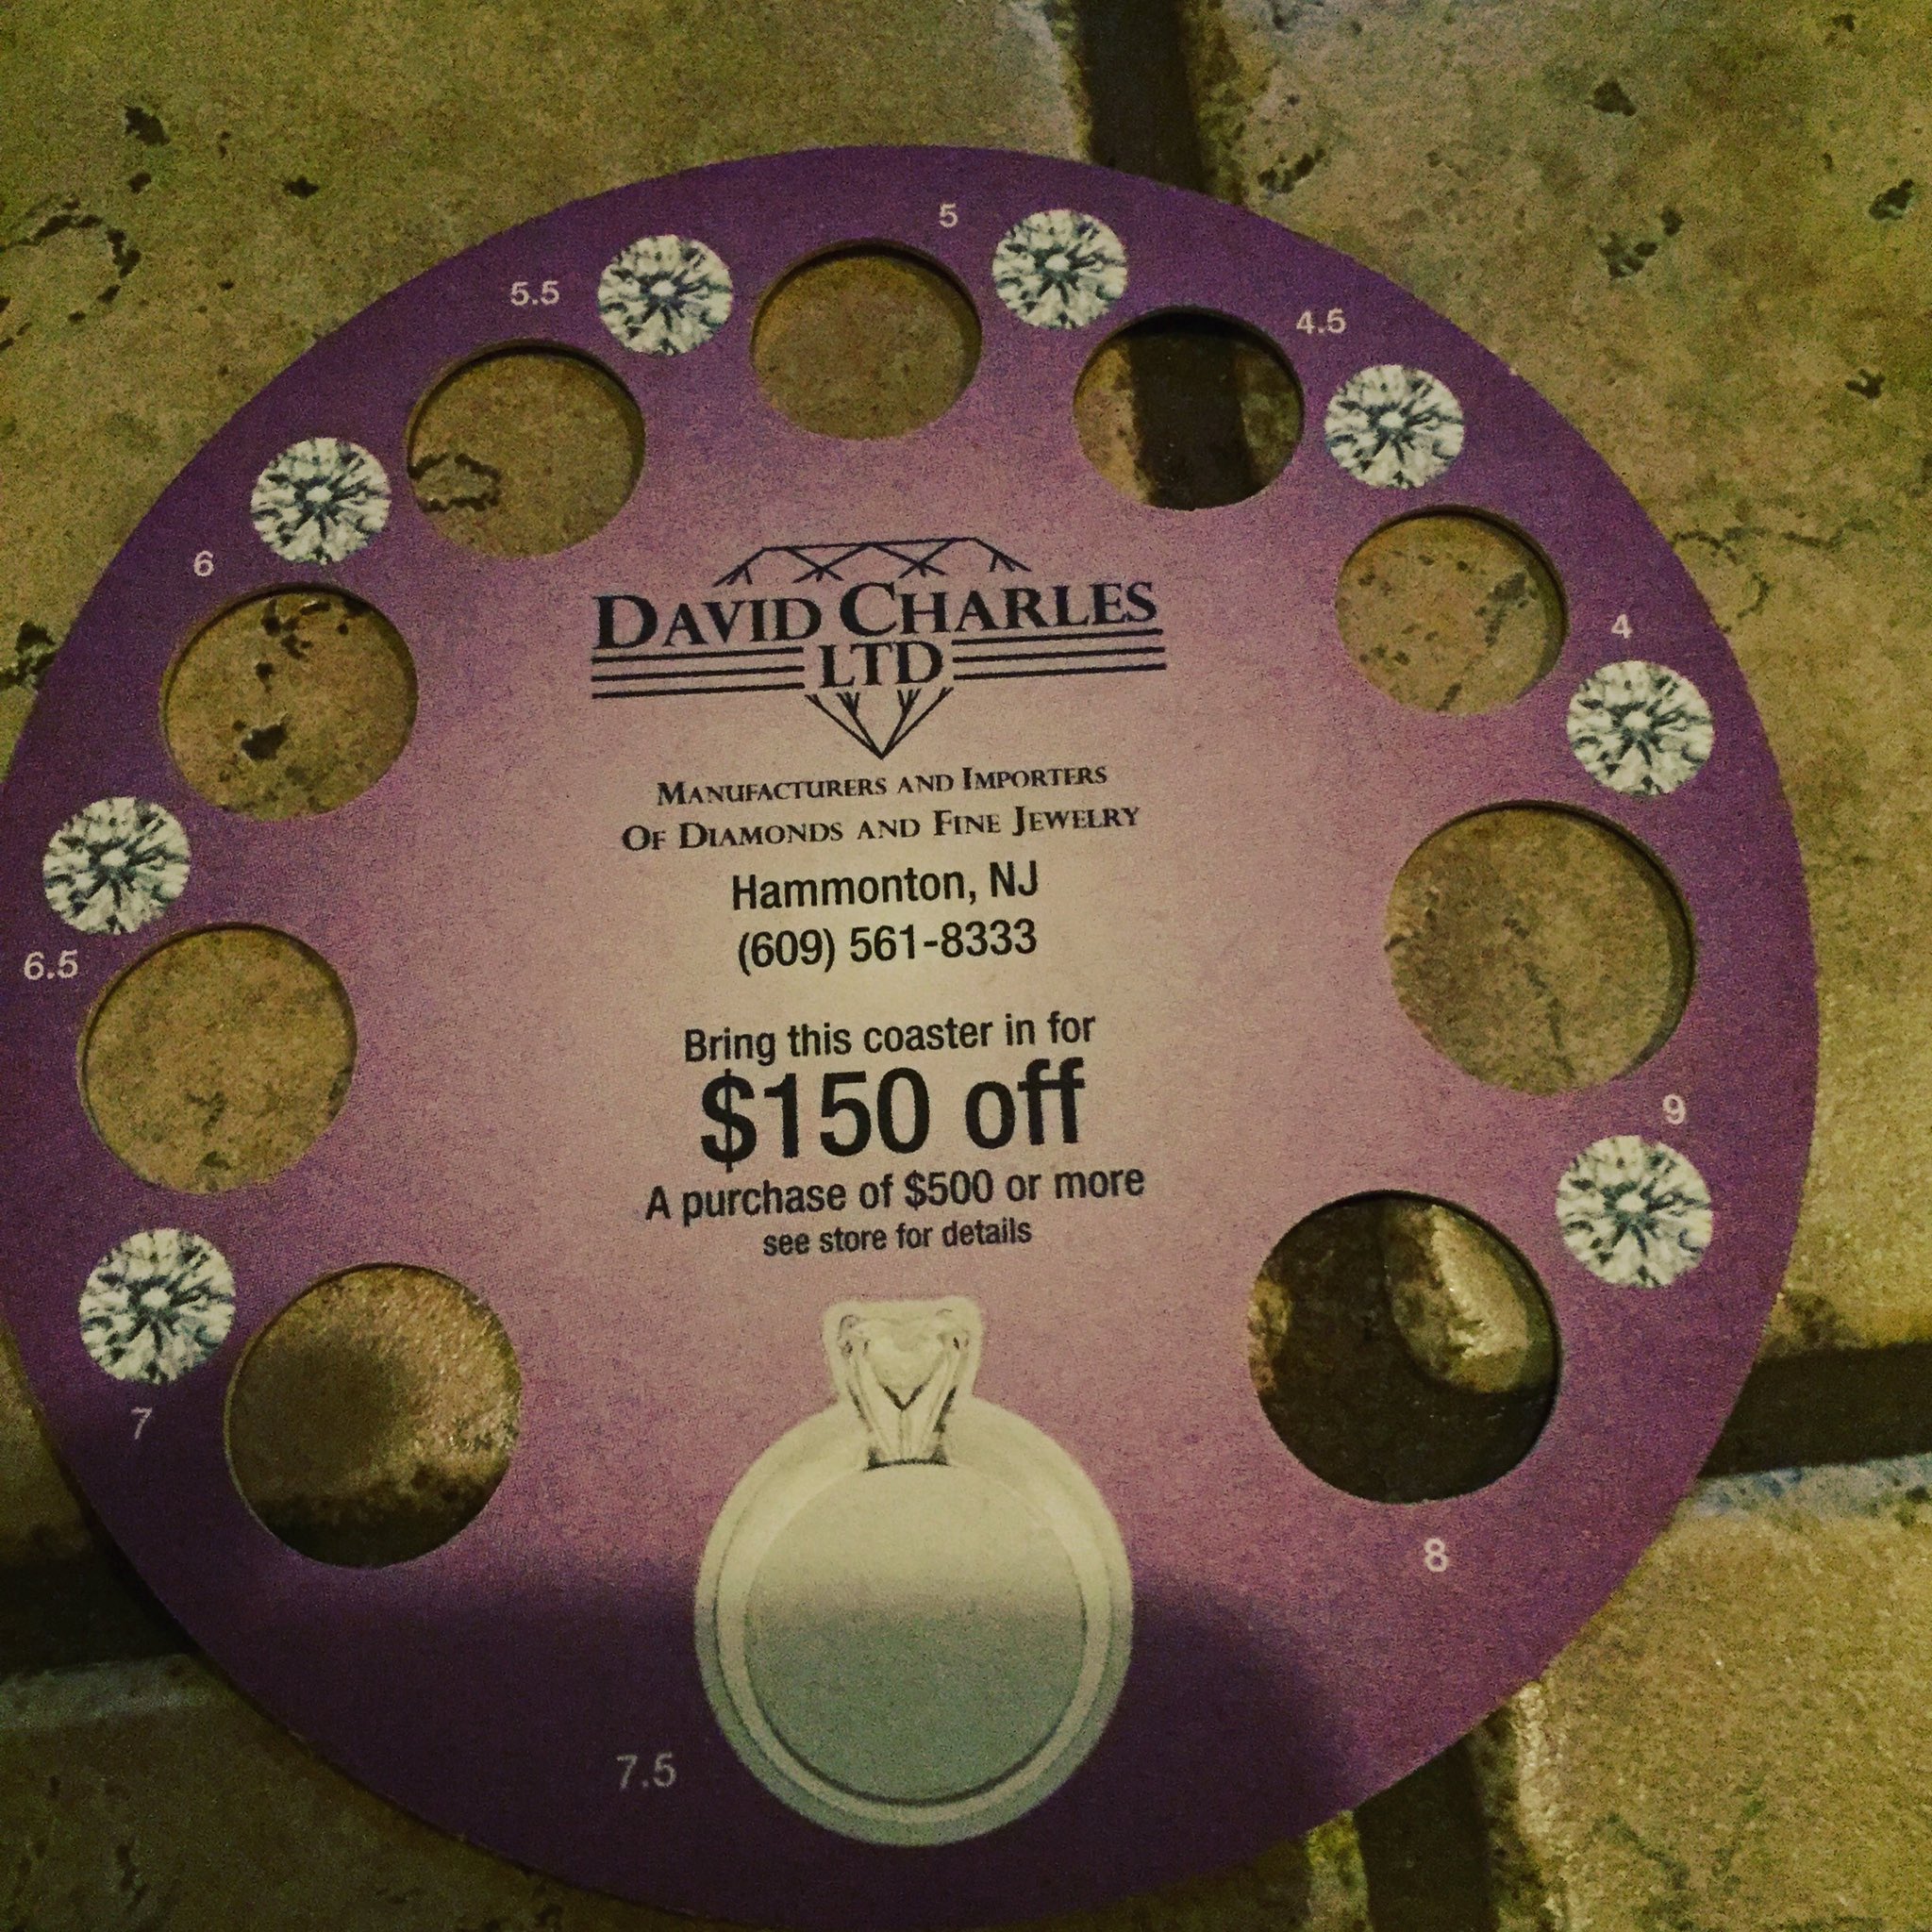 5
5.5
4.5
6
4
6.5
9
7
8
7.5
DAVID CHARLES
LTD
MANUFACTURERS AND IMPORTERS
OF DIAMONDS AND FINE JEWELRY
Hammonton, NJ
(609) 561-8333
Bring this coaster in for
$150 off
A purchase of $500 or more
see store for details